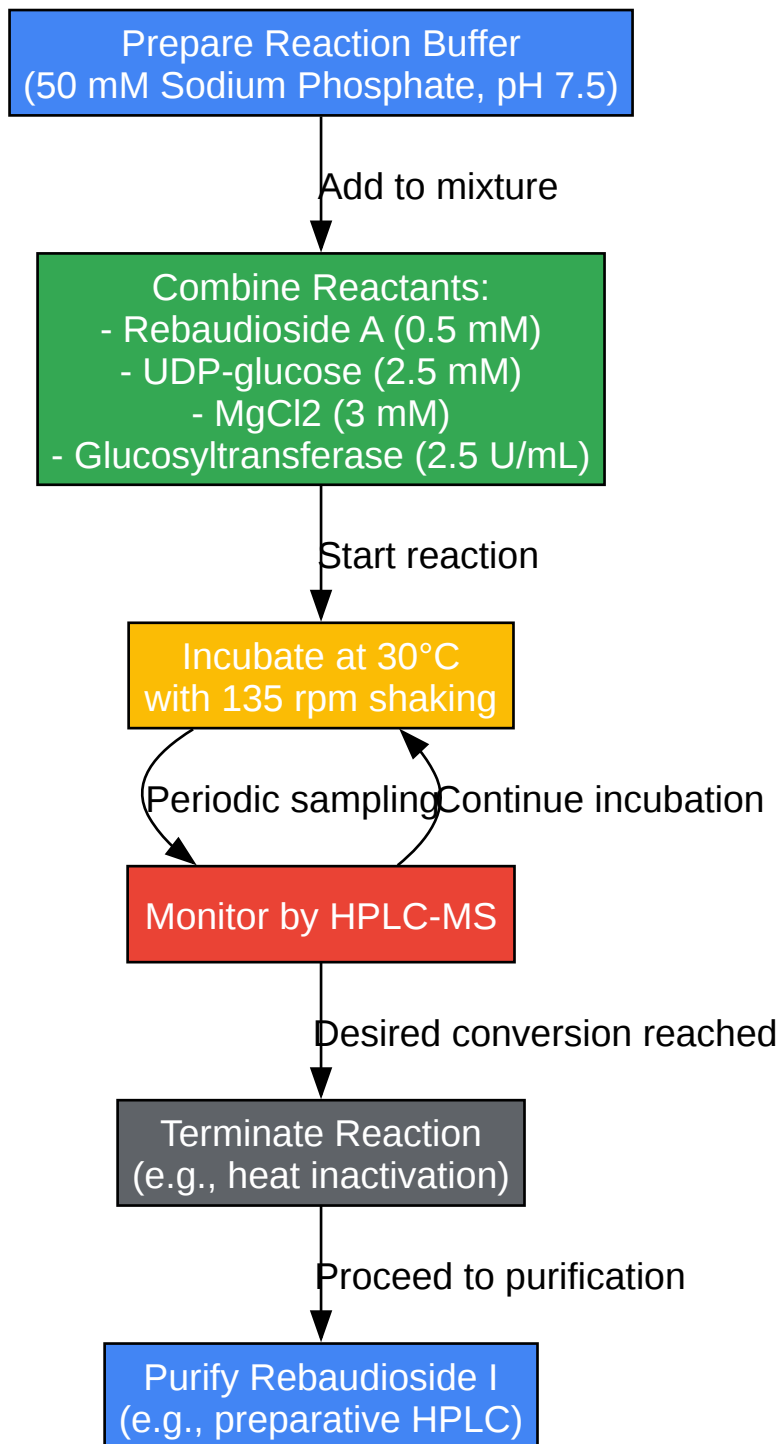 Prepare Reaction Buffer
(50 mM Sodium Phosphate, pH 7.5)
Add to mixture
Combine Reactants:
- Rebaudioside A (0.5 mM)
- UDP-glucose (2.5 mM)
- MgCl2 (3 mM)
- Glucosyltransferase (2.5 U/mL)
Start reaction
Incubate at 30°C
with 135 rpm shaking
Periodic sampling
Continue incubation
Monitor by HPLC-MS
Desired conversion reached
Terminate Reaction
(e.g., heat inactivation)
Proceed to purification
Purify Rebaudioside I
(e.g., preparative HPLC)